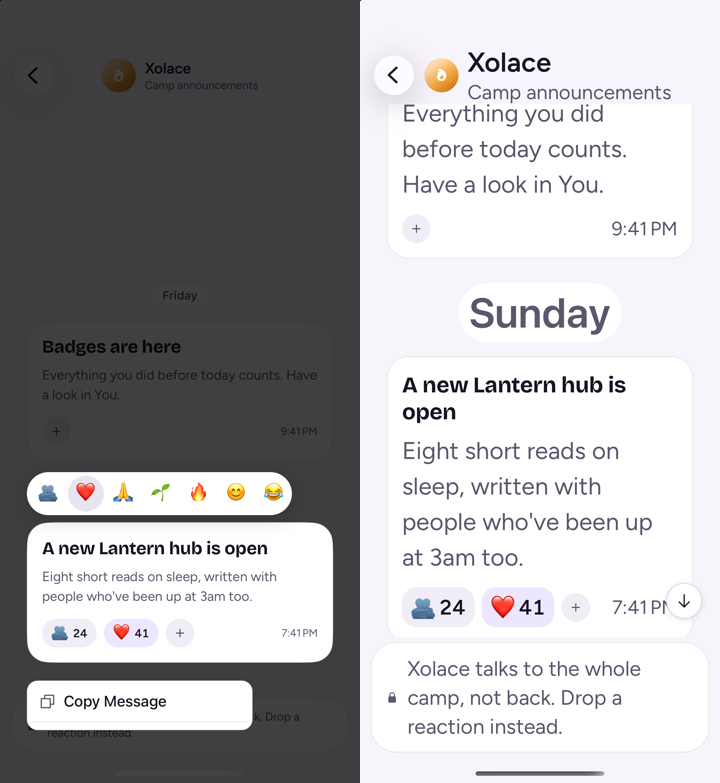 Xolace
Camp announcements
Friday
Badges are here
Everything you did before today counts. Have
a look in You.
+
9:41 PM
A new Lantern hub is open
Eight short reads on sleep, written with
people who've been up at 3am too.
24
41
+
7:41 PM
Copy Message
k. Drop a
reaction instead.
Xolace
Camp announcements
Everything you did
before today counts.
Have a look in You.
+
9:41 PM
Sunday
A new Lantern hub is
open
Eight short reads on
sleep, written with
people who've been up
at 3am too.
24
41
+
7:41 PM
Xolace talks to the whole
camp, not back. Drop a
reaction instead.